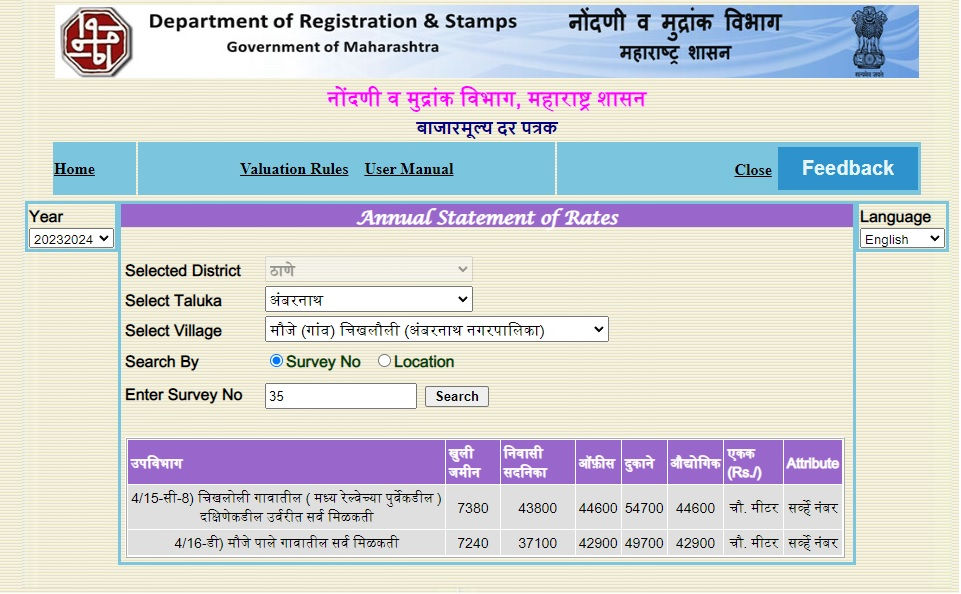 Department of Registration & Stamps
Government of Maharashtra
नोंदणी व मुद्रांक विभाग
महाराष्ट्र शासन
सत्यमेव जयते
नोंदणी व मुद्रांक विभाग, महाराष्ट्र शासन
बाजारमूल्य दर पत्रक
Home Valuation Rules User Manual Close Feedback
Year
20232024
Annual Statement of Rates
Language
English
Selected District ठाणे
Select Taluka अंबरनाथ
Select Village मौजे (गांव) चिखलौली (अंबरनाथ नगरपालिका)
Search By Survey No Location
Enter Survey No 35 Search
उपविभाग खुली जमीन निवासी सदनिका ऑफ़ीस दुकाने औद्योगिक एकक (Rs./) Attribute
4/15-सी-8) चिखलोली गावातील ( मध्य रेल्वेच्या पुर्वेकडील )
दक्षिणेकडील उर्वरीत सर्व मिळकती 7380 43800 44600 54700 44600 चौ. मीटर सर्व्हे नंबर
4/16-डी) मौजे पाले गावातील सर्व मिळकती 7240 37100 42900 49700 42900 चौ. मीटर सर्व्हे नंबर